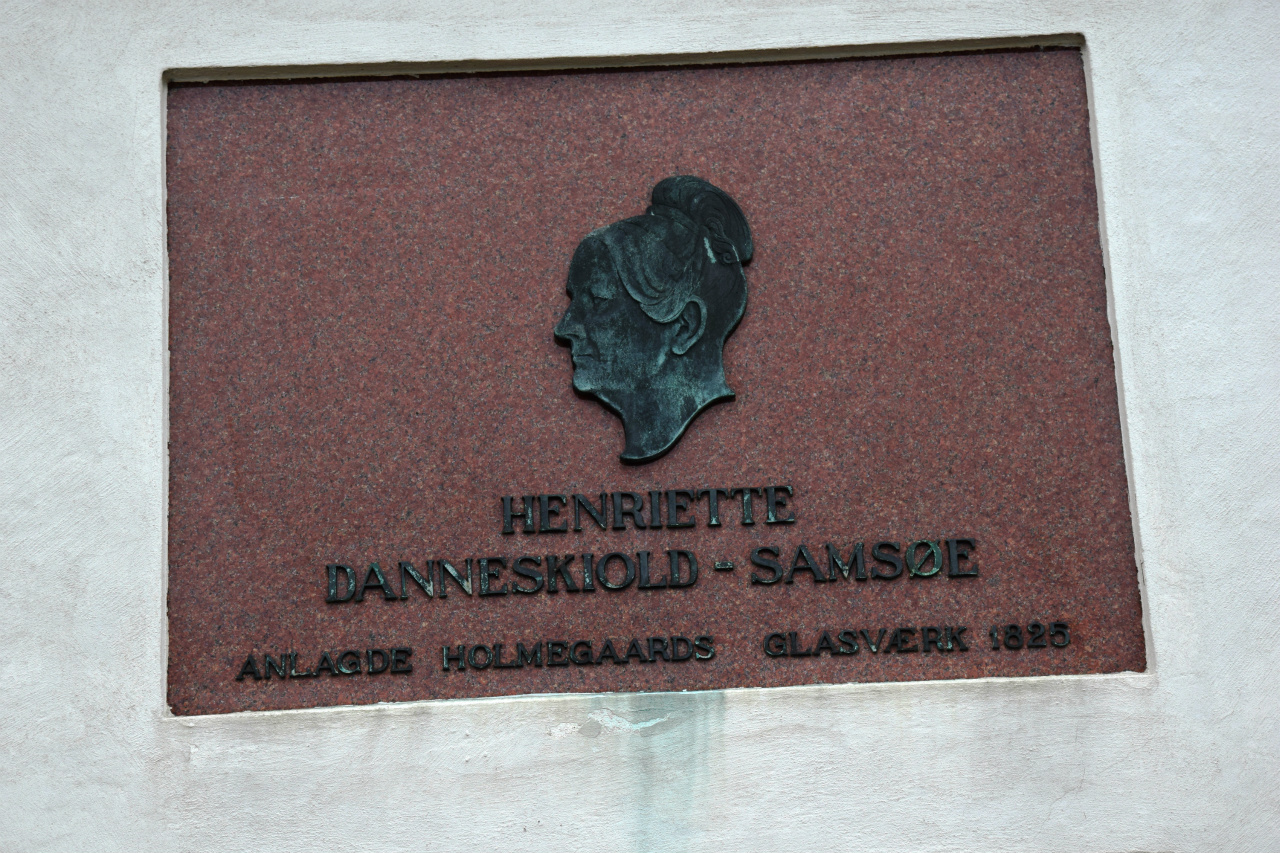 HENRIETTE
DANNESKIOLD - SAMSØE
ANLAGDE HOLMEGAARDS GLASVÆRK 1825